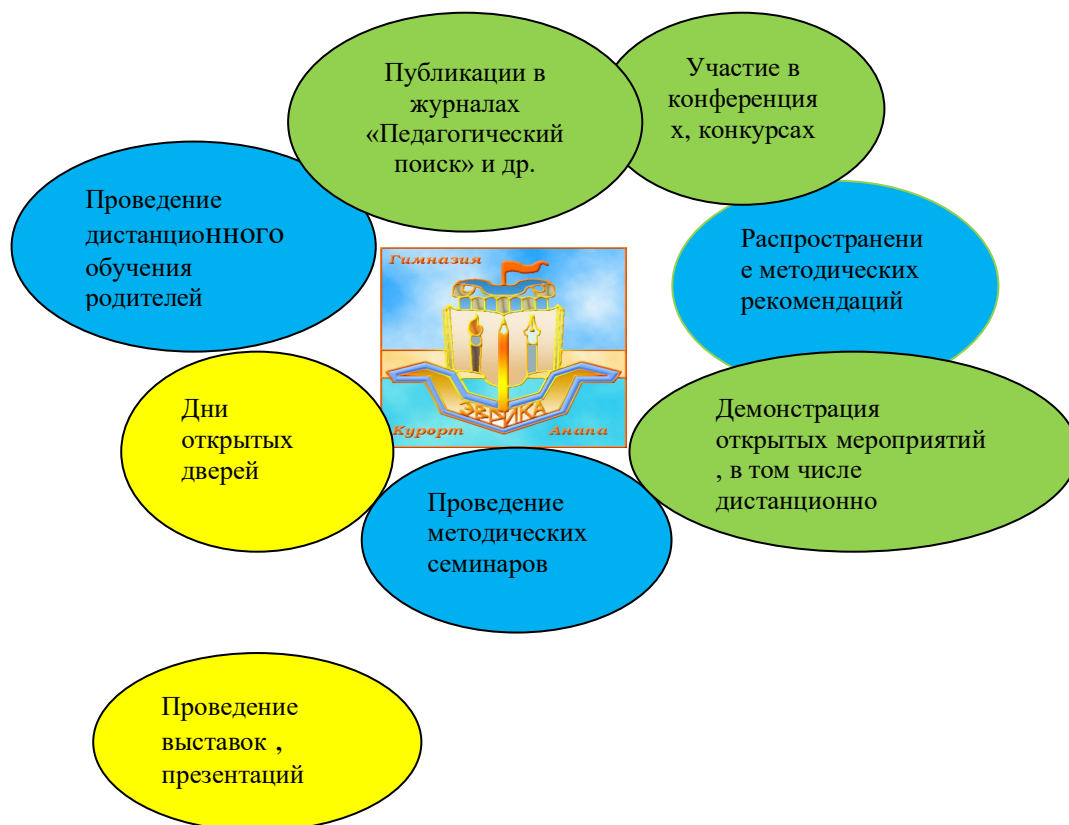 Публикации в
журналах
«Педагогический
поиск» и др.
Участие в
конференция
х, конкурсах
Проведение
дистанционного
обучения
родителей
Распространени
е методических
рекомендаций
Гимназия
ЭВРИКА
Курорт Анапа
Дни
открытых
дверей
Демонстрация
открытых мероприятий
, в том числе
дистанционно
Проведение
методических
семинаров
Проведение
выставок ,
презентаций